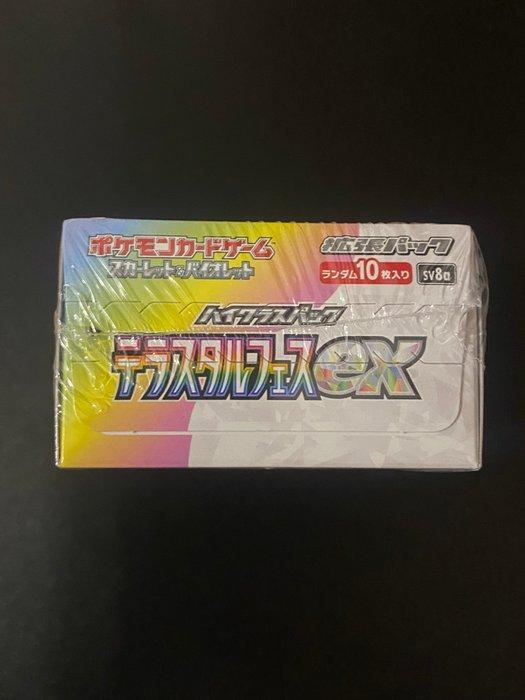 ポケモンカードゲーム
スカーレット&バイオレット
拡張パック
ランダム10枚入り SV8a
ハイクラスパック
テラスタルフェスex